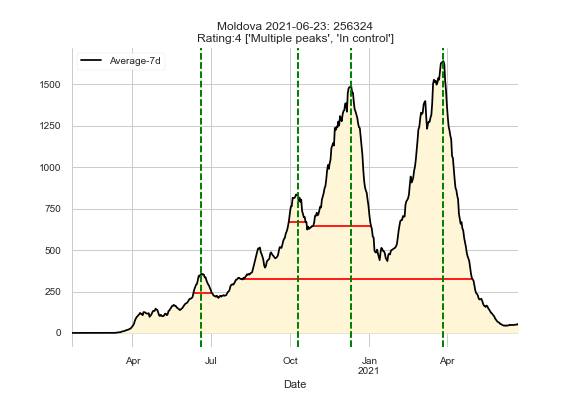 Moldova 2021-06-23: 256324
Rating:4 ['Multiple peaks', 'In control']
Average-7d
1500
1250
1000
750
500
250
0
Apr
Jul
Oct
Jan
2021
Apr
Date